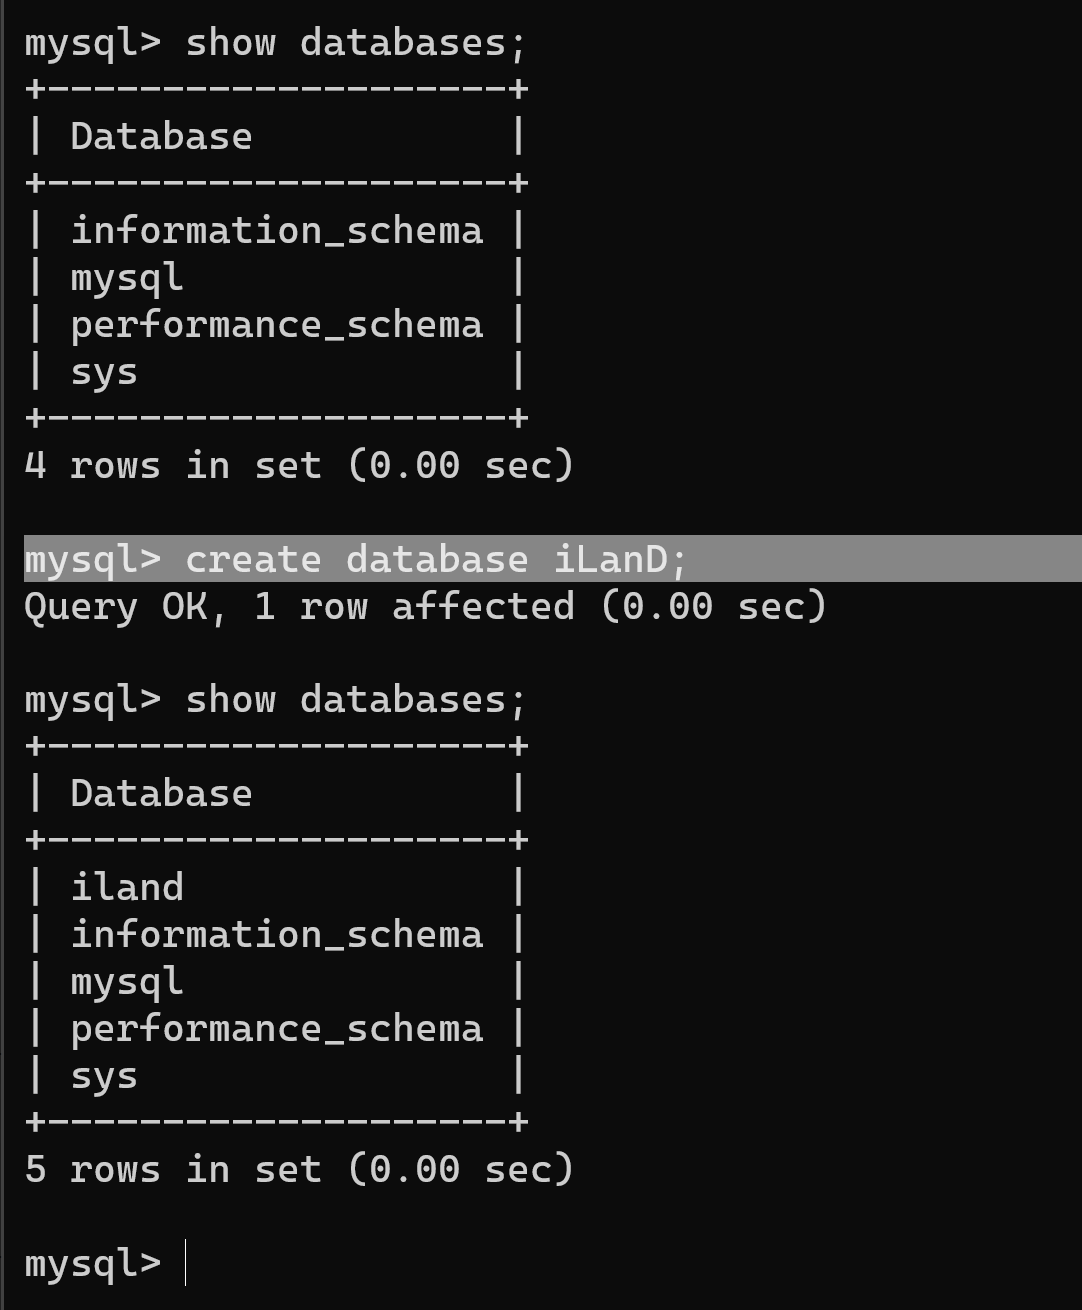 mysql> show databases;
+--------------------+
| Database           |
+--------------------+
| information_schema |
| mysql              |
| performance_schema |
| sys                |
+--------------------+
4 rows in set (0.00 sec)
mysql> create database iLanD;
Query OK, 1 row affected (0.00 sec)
mysql> show databases;
+--------------------+
| Database           |
+--------------------+
| iland              |
| information_schema |
| mysql              |
| performance_schema |
| sys                |
+--------------------+
5 rows in set (0.00 sec)
mysql>